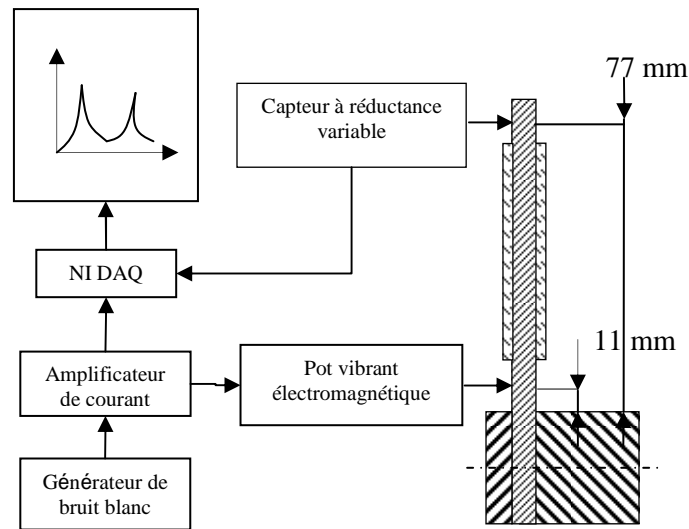 77 mm
Capteur à réductance
variable
NI DAQ
11 mm
Pot vibrant
électromagnétique
Amplificateur
de courant
Générateur de
bruit blanc